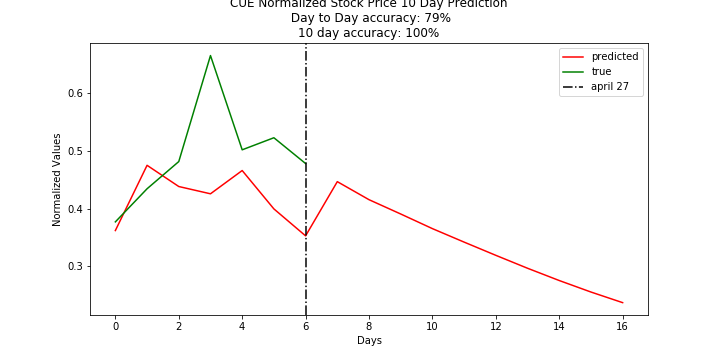 CUE Normalized Stock Price 10 Day Prediction
Day to Day accuracy: 79%
10 day accuracy: 100%
predicted
true
april 27
0.6
0.5
0.4
0.3
Normalized Values
0 2 4 6 8 10 12 14 16
Days